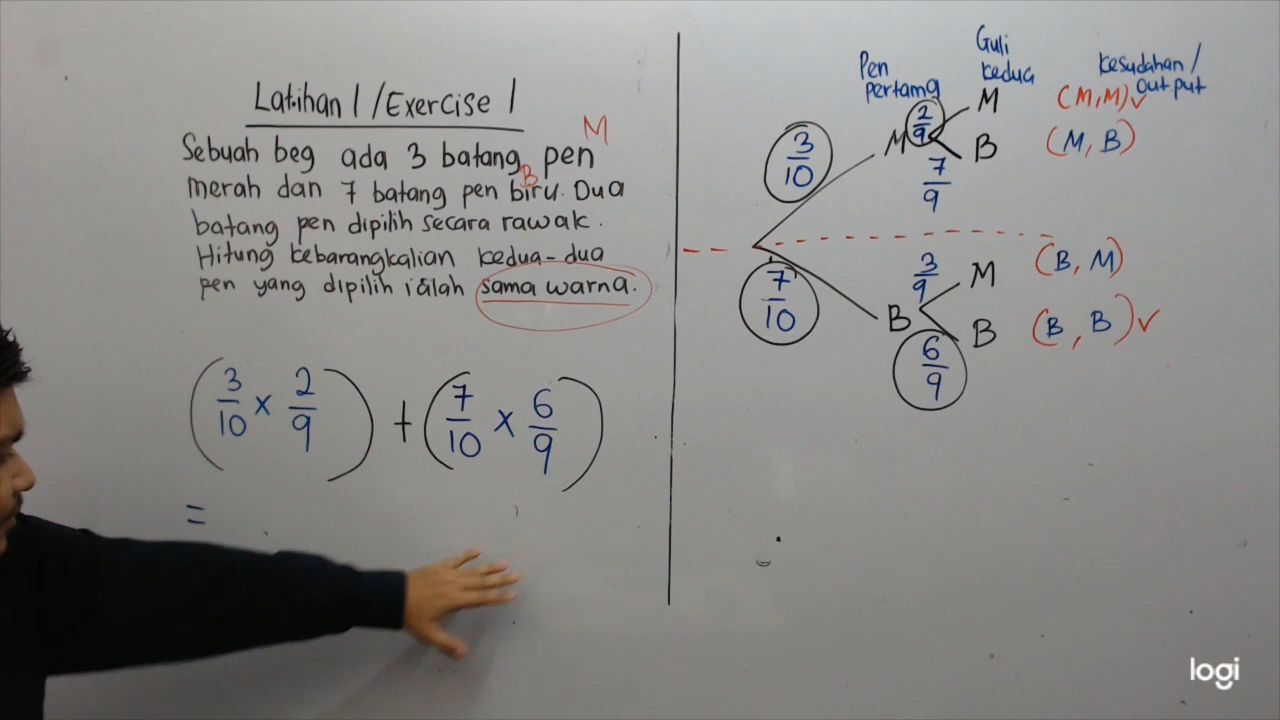 Latihan 1 /Exercise 1
M
Sebuah beg ada 3 batang pen
B
merah dan 7 batang pen biru. Dua
batang pen dipilih secara rawak.
Hitung kebarangkalian kedua-dua
pen yang dipilih ialah sama warna.
(3/10 × 2/9) + (7/10 × 6/9)
=
Pen pertama
Guli kedua
Kesudahan/
output
3/10 M 2/9 M (M,M)✓
7/9 B (M, B)
7/10 B 3/9 M (B, M)
6/9 B (B, B)✓
logi